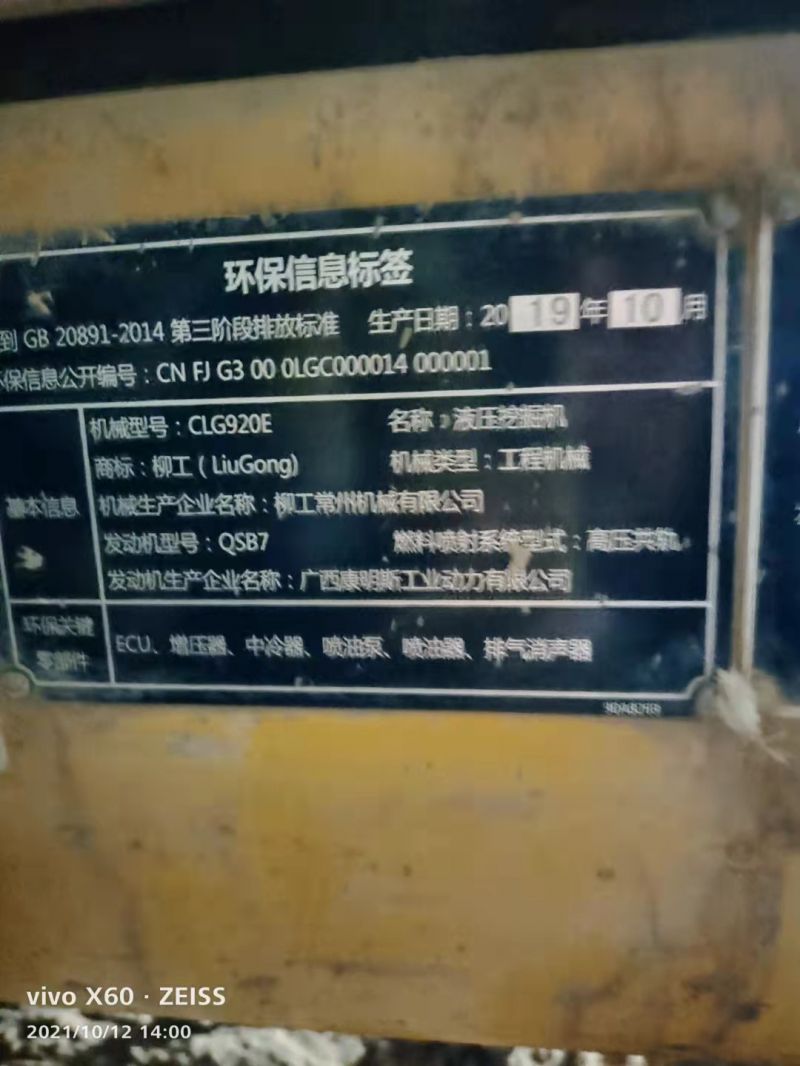 环保信息标签
到 GB 20891-2014 第三阶段排放标准 生产日期：2019年10月
保信息公开编号：CN FJ G3 00 0LGC000014 000001
基本信息
机械型号：CLG920E 名称：液压挖掘机
商标：柳工（LiuGong） 机械类型：工程机械
机械生产企业名称：柳工常州机械有限公司
发动机型号：QSB7 燃料喷射系统型式：高压共轨
发动机生产企业名称：广西康明斯工业动力有限公司
环保关键
零部件
ECU、增压器、中冷器、喷油泵、喷油器、排气消声器
vivo X60 · ZEISS
2021/10/12 14:00